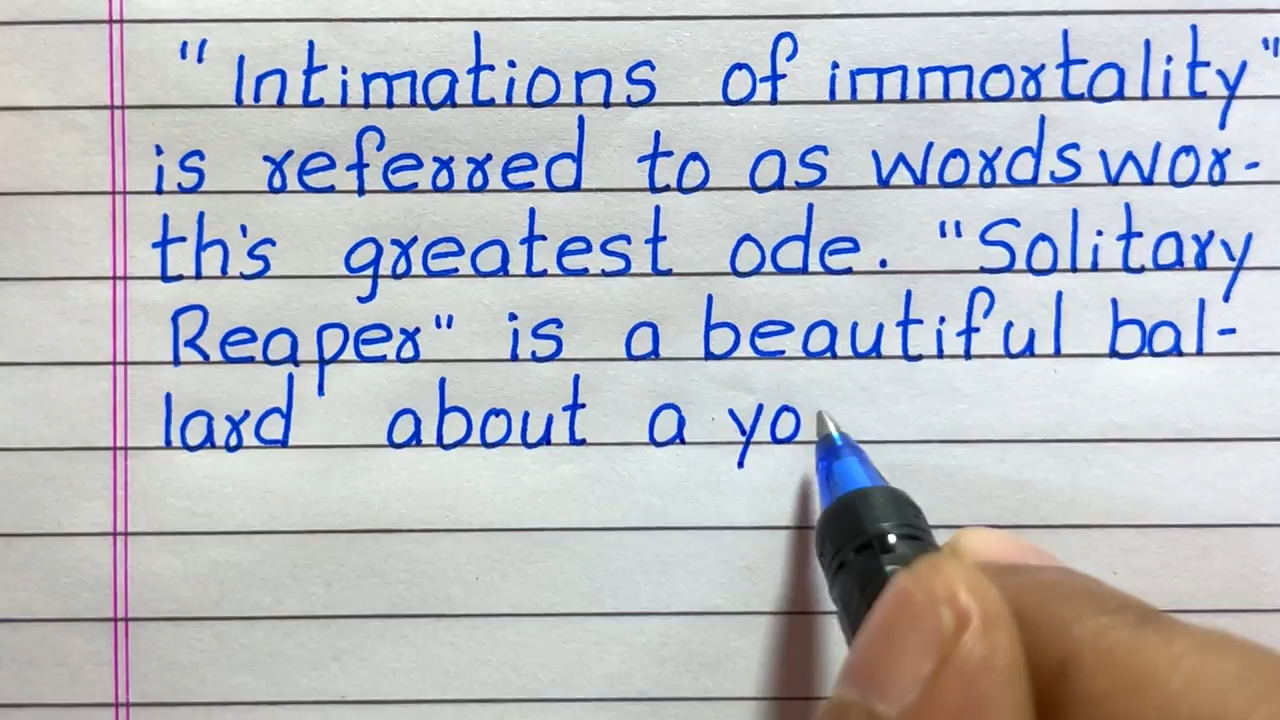 "Intimations of immortality"
is referred to as wordswor-
th's greatest ode. "Solitary
Reaper" is a beautiful bal-
lard about a yo